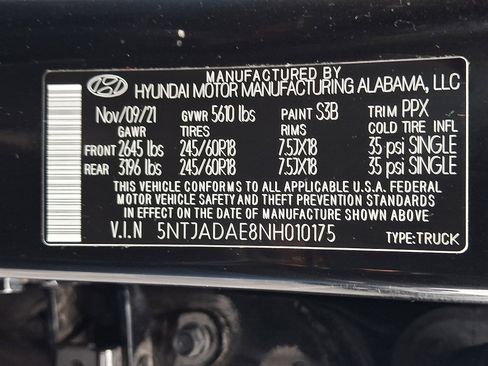 MANUFACTURED BY
HYUNDAI MOTOR MANUFACTURING ALABAMA, LLC
Nov/09/21 GVWR 5610 lbs PAINT S3B TRIM PPX
GAWR TIRES RIMS COLD TIRE INFL
FRONT 2645 lbs 245/60R18 7.5JX18 35 psi SINGLE
REAR 3196 lbs 245/60R18 7.5JX18 35 psi SINGLE
THIS VEHICLE CONFORMS TO ALL APPLICABLE U.S.A. FEDERAL
MOTOR VEHICLE SAFETY AND THEFT PREVENTION STANDARDS
IN EFFECT ON THE DATE OF MANUFACTURE SHOWN ABOVE
V.I.N 5NTJADAE8NH010175 TYPE:TRUCK